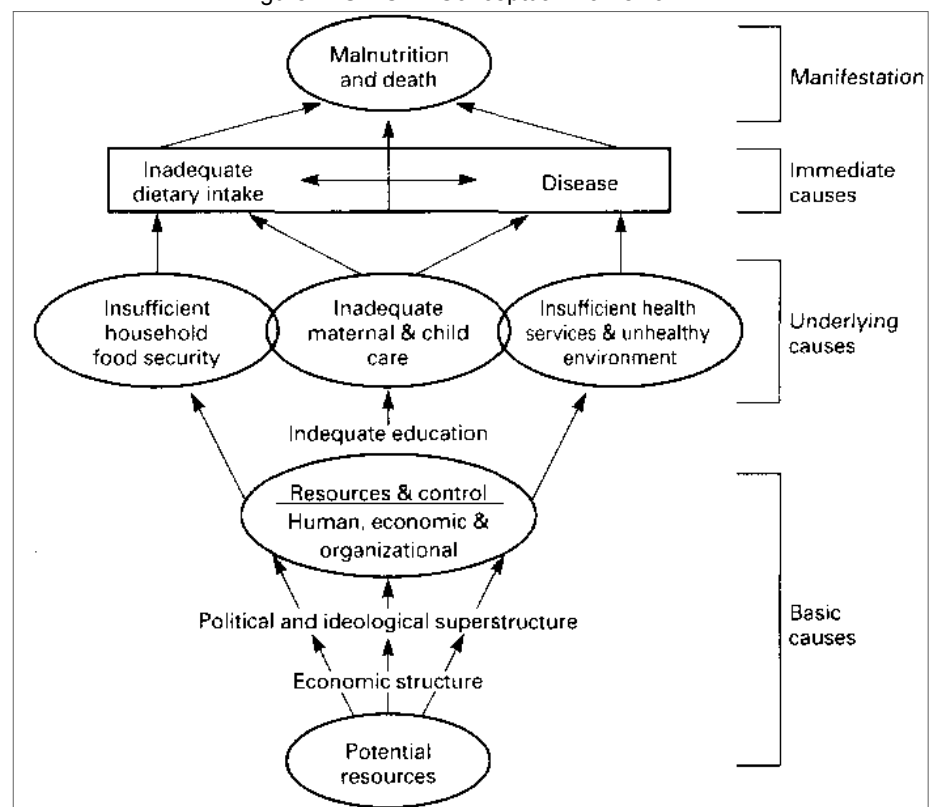 Malnutrition
and death
Manifestation
Inadequate
dietary intake
Disease
Immediate
causes
Insufficient
household
food security
Inadequate
maternal & child
care
Insufficient health
services & unhealthy
environment
Underlying
causes
Indequate education
Resources & control
Human, economic &
organizational
Political and ideological superstructure
Economic structure
Basic
causes
Potential
resources